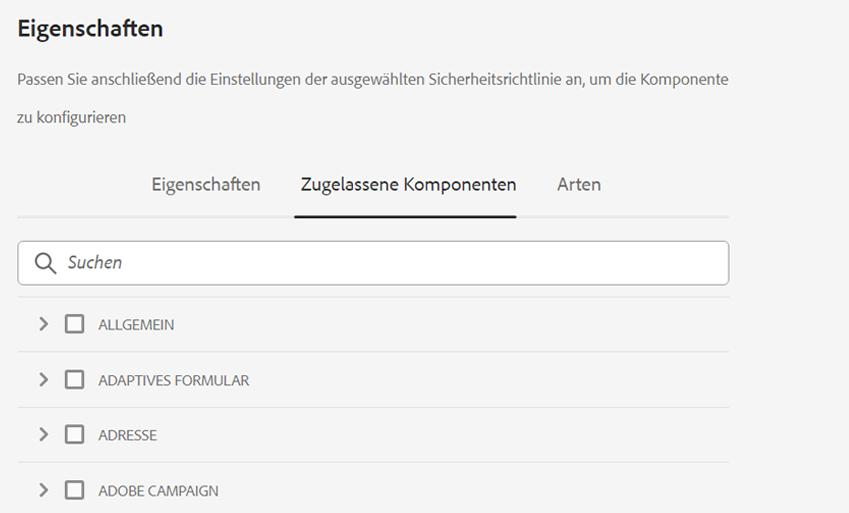 Eigenschaften
Passen Sie anschließend die Einstellungen der ausgewählten Sicherheitsrichtlinie an, um die Komponente
zu konfigurieren
Eigenschaften Zugelassene Komponenten Arten
Suchen
ALLGEMEIN
ADAPTIVES FORMULAR
ADRESSE
ADOBE CAMPAIGN